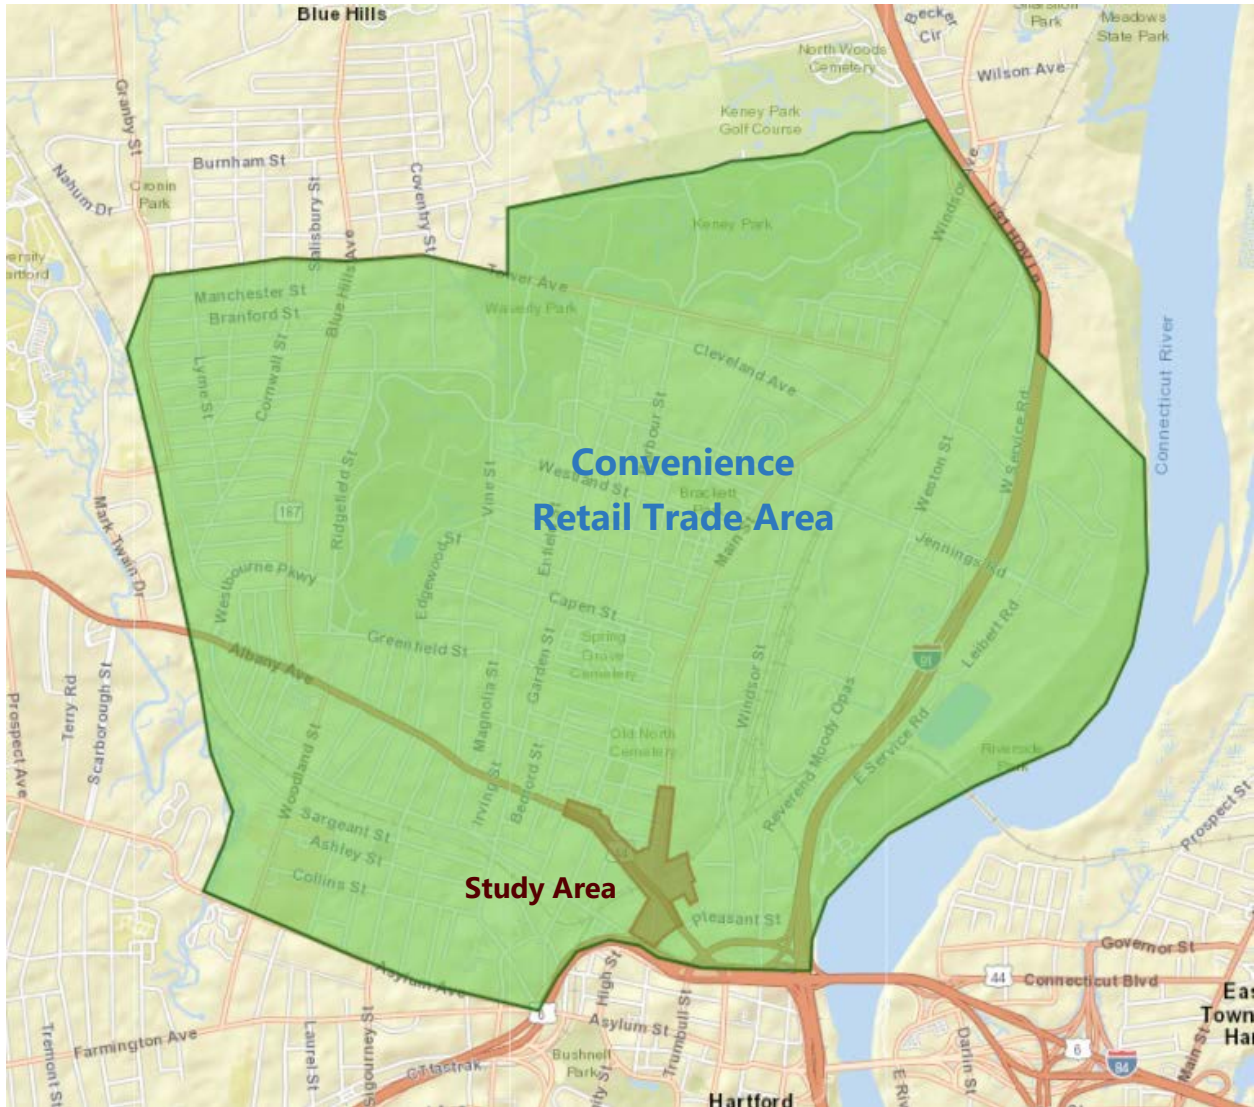 Blue Hills
Becker
Cir
Park
Meadows
State Park
North Woods
Cemetery
Wilson Ave
Granby St
Keney Park
Golf Course
Burnham St
Nahum Dr
Cronin
Park
Salisbury St
Coventry St
Windsor Ave
Keney Park
I-91 HOV Ln
Blue Hills Ave
Tower Ave
Manchester St
Branford St
Waverly Park
Connecticut River
Lyme St
Cornwall St
Cleveland Ave
Barbour St
W Service Rd
Weston St
Convenience
Retail Trade Area
Westland St
Brackett
Vine St
187
Ridgefield St
Main St
Mark Twain Dr
Edgewood St
Enfield St
Jennings Rd
Westbourne Pkwy
Capen St
Greenfield St
Spring
Grove
Cemetery
Leibert Rd
Albany Ave
91
Garden St
Magnolia St
Windsor St
Terry Rd
Scarborough St
Prospect Ave
Old North
Cemetery
Reverend Moody Opas
E Service Rd
Riverside
Park
Woodland St
Irving St
Bedford St
Prospect St
Sargeant St
Ashley St
Collins St
44
Study Area
Pleasant St
Governor St
44
Connecticut Blvd
Asylum Ave
High St
6
Asylum St
Trumbull St
Town
Farmington Ave
Tremont St
Laurel St
Sigourney St
Bushnell
Park
CTfastrak
Darlin St
6
84
Main St
Hartford